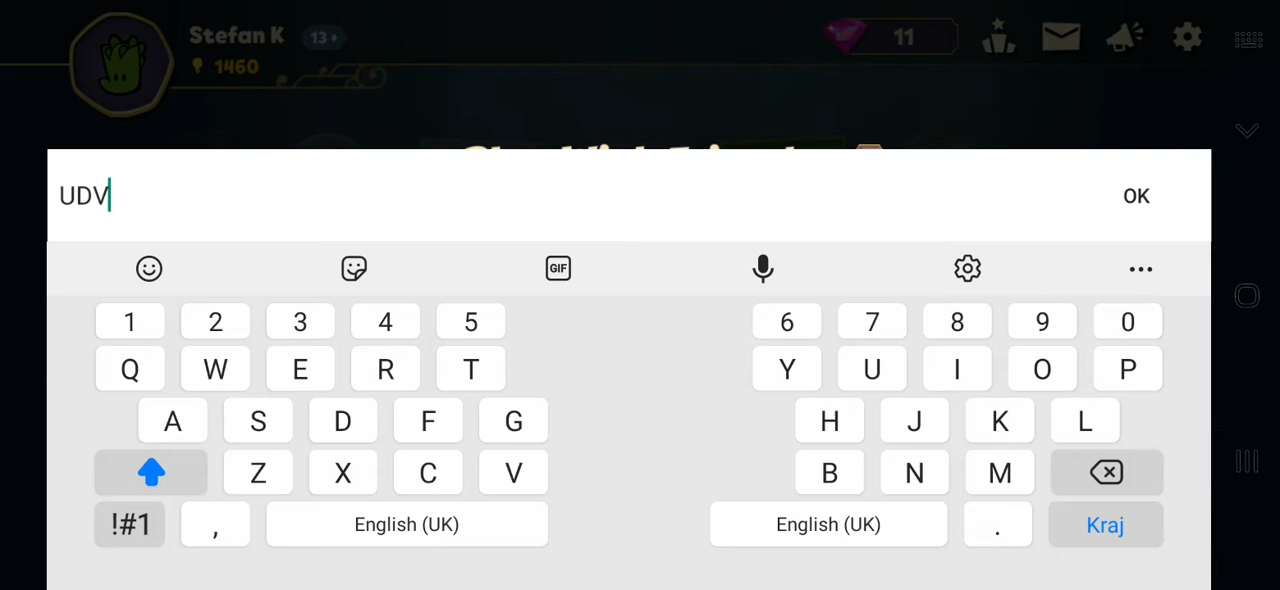 Stefan K 13+
1460
11
UDV
OK
GIF
1 2 3 4 5 6 7 8 9 0
Q W E R T Y U I O P
A S D F G H J K L
Z X C V B N M
!#1 , English (UK) English (UK) . Kraj